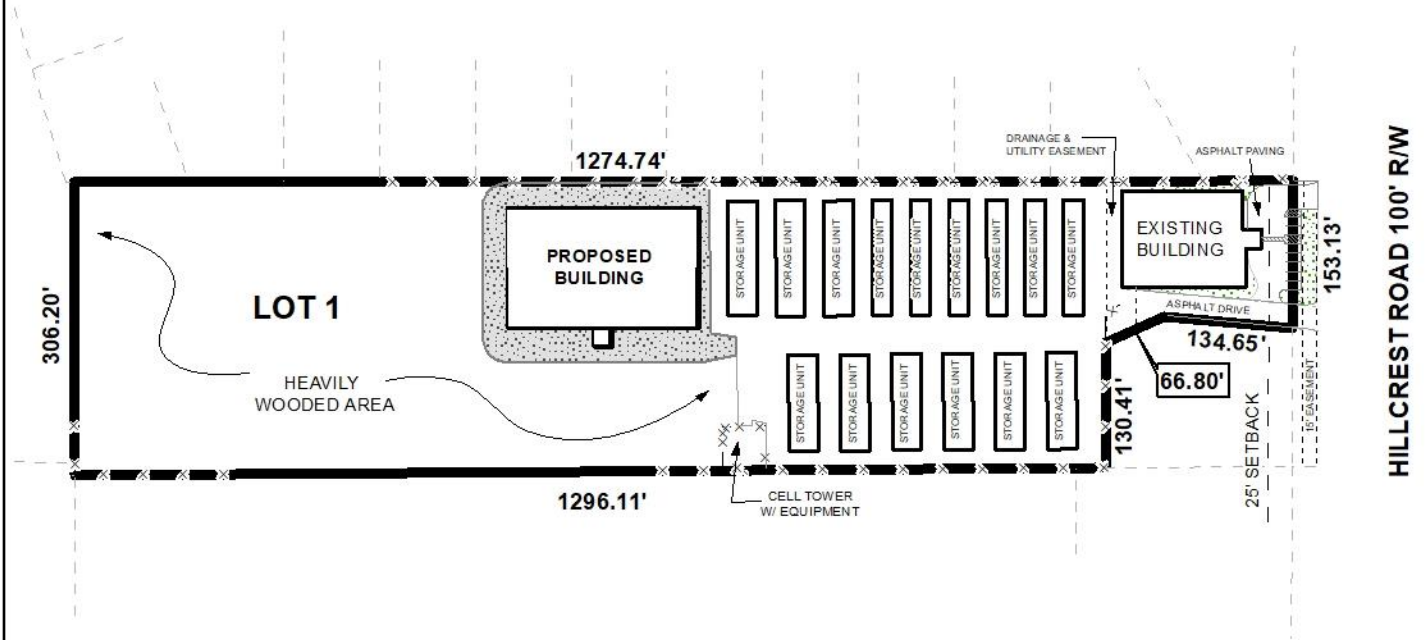 DRAINAGE &
UTILITY EASEMENT
ASPHALT PAVING
1274.74'
HILLCREST ROAD 100' R/W
153.13'
EXISTING
BUILDING
PROPOSED
BUILDING
STORAGE UNIT
STORAGE UNIT
STORAGE UNIT
STORAGE UNIT
STORAGE UNIT
STORAGE UNIT
STORAGE UNIT
STORAGE UNIT
LOT 1
306.20'
ASPHALT DRIVE
134.65'
66.80'
HEAVILY
WOODED AREA
STORAGE UNIT
STORAGE UNIT
STORAGE UNIT
STORAGE UNIT
STORAGE UNIT
STORAGE UNIT
130.41'
15' EASEMENT
25' SETBACK
1296.11'
CELL TOWER
W/ EQUIPMENT